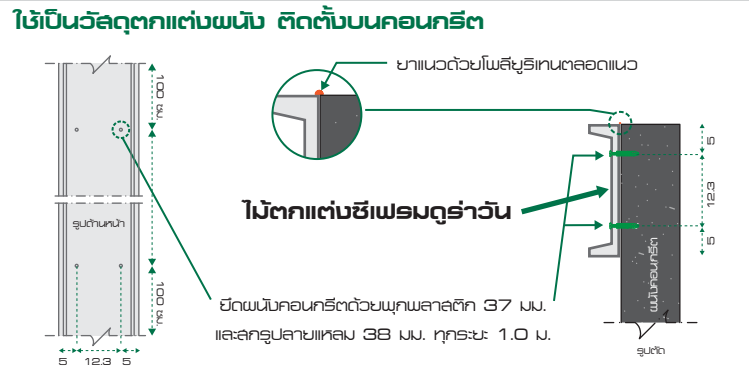 ใช้เป็นวัสดุตกแต่งผนัง ติดตั้งบนคอนกรีต
ยาแนวด้วยโพลียูริเทนตลอดแนว
100 ซม.
รูปด้านหน้า
100 ซม.
5 12.3 5
ไม้ตกแต่งซีเฟรมดูร่าวัน
ยึดผนังคอนกรีตด้วยพุกพลาสติก 37 มม.
และสกรูปลายแหลม 38 มม. ทุกระยะ 1.0 ม.
5
12.3
5
ผนังคอนกรีต
รูปตัด